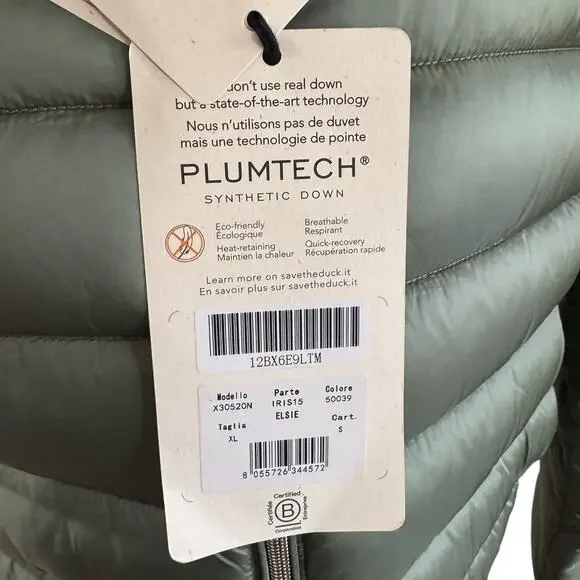 don't use real down
but a state-of-the-art technology
Nous n'utilisons pas de duvet
mais une technologie de pointe
PLUMTECH®
SYNTHETIC DOWN
Eco-friendly
Écologique
Breathable
Respirant
Heat-retaining
Maintien la chaleur
Quick-recovery
Récupération rapide
Learn more on savetheduck.it
En savoir plus sur savetheduck.it
12BX6E9LTM
Modello Parte Colore
X30520N IRIS15 50039
Taglia ELSIE Cart.
XL S
8 055726 344572
Certified
B
Corporation
Certifiée
Entreprise